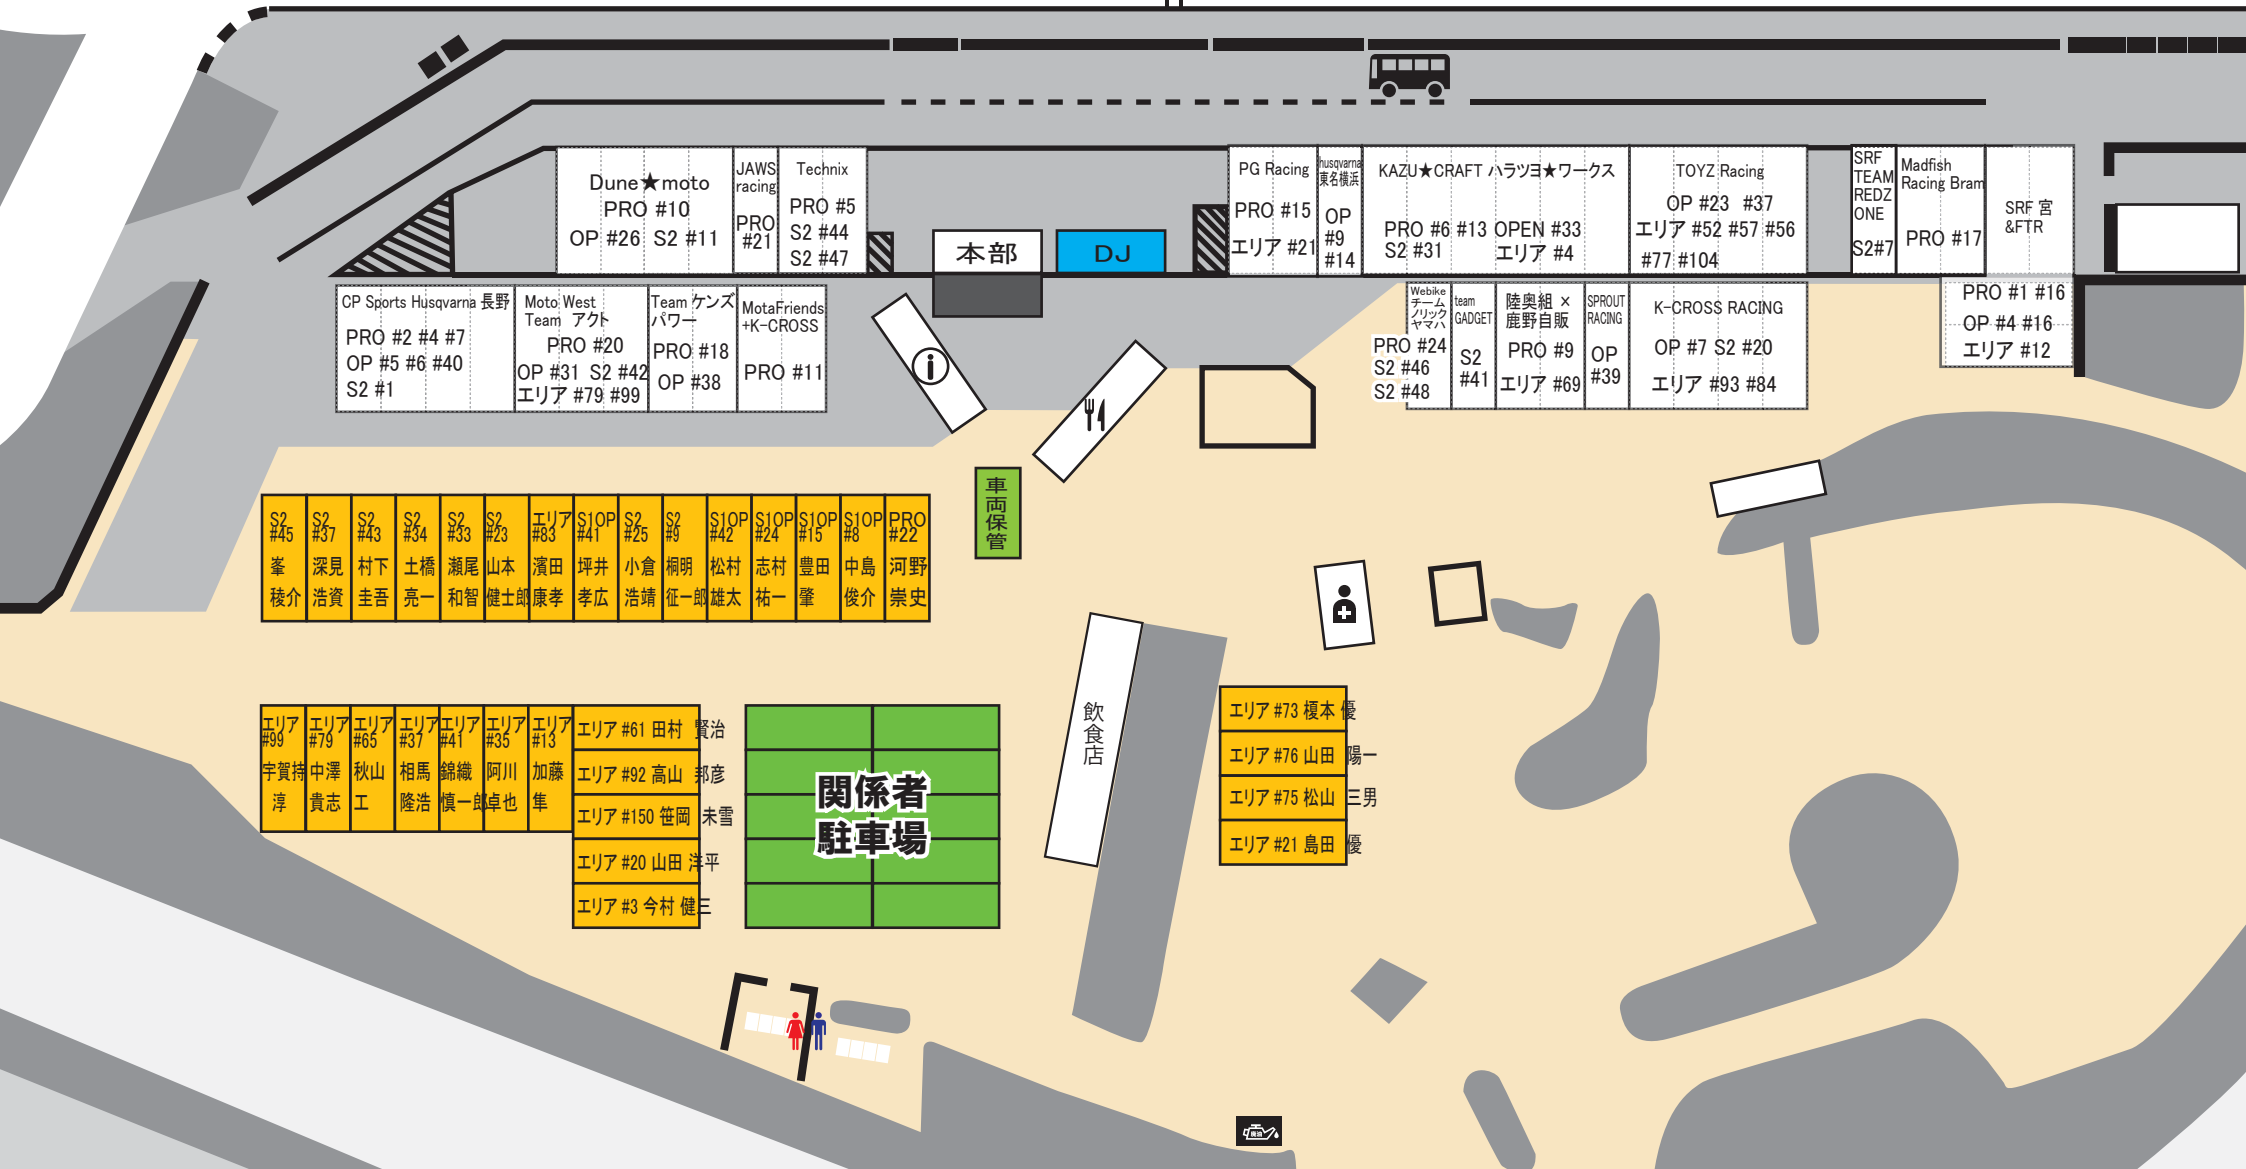 Dune★moto
PRO #10
OP #26 S2 #11
JAWS
racing
PRO
#21
Technix
PRO #5
S2 #44
S2 #47
本部
DJ
PG Racing
PRO #15
エリア #21
husqvarna
東名横浜
OP
#9
#14
KAZU★CRAFT ハラツヨ★ワークス
PRO #6 #13 OPEN #33
S2 #31 エリア #4
TOYZ Racing
OP #23 #37
エリア #52 #57 #56
#77 #104
SRF
TEAM
REDZ
ONE
S2#7
Madfish
Racing Bram
PRO #17
SRF 宮
&FTR
PRO #1 #16
OP #4 #16
エリア #12
CP Sports Husqvarna 長野
PRO #2 #4 #7
OP #5 #6 #40
S2 #1
Moto West
Team アクト
PRO #20
OP #31 S2 #42
エリア #79 #99
Team ケンズ
パワー
PRO #18
OP #38
MotaFriends
+K-CROSS
PRO #11
Webike
チーム
ノリック
ヤマハ
PRO #24
S2 #46
S2 #48
team
GADGET
S2
#41
陸奥組 ×
鹿野自販
PRO #9
エリア #69
SPROUT
RACING
OP
#39
K-CROSS RACING
OP #7 S2 #20
エリア #93 #84
車両保管
S2
#45
峯
稜介
S2
#37
深見
浩資
S2
#43
村下
圭吾
S2
#34
土橋
亮一
S2
#33
瀬尾
和智
S2
#23
山本
健士郎
エリア
#83
濱田
康孝
S1OP
#41
坪井
孝広
S2
#25
小倉
浩靖
S2
#9
桐明
征一郎
S1OP
#42
松村
雄太
S1OP
#24
志村
祐一
S1OP
#15
豊田
肇
S1OP
#8
中島
俊介
PRO
#22
河野
崇史
エリア
#99
宇賀持
淳
エリア
#79
中澤
貴志
エリア
#65
秋山
工
エリア
#37
相馬
隆浩
エリア
#41
錦織
慎一郎
エリア
#35
阿川
卓也
エリア
#13
加藤
隼
エリア #61 田村 賢治
エリア #92 高山 邦彦
エリア #150 笹岡 未雪
エリア #20 山田 洋平
エリア #3 今村 健三
関係者
駐車場
飲食店
エリア #73 榎本 優
エリア #76 山田 陽一
エリア #75 松山 三男
エリア #21 島田 優
廃油